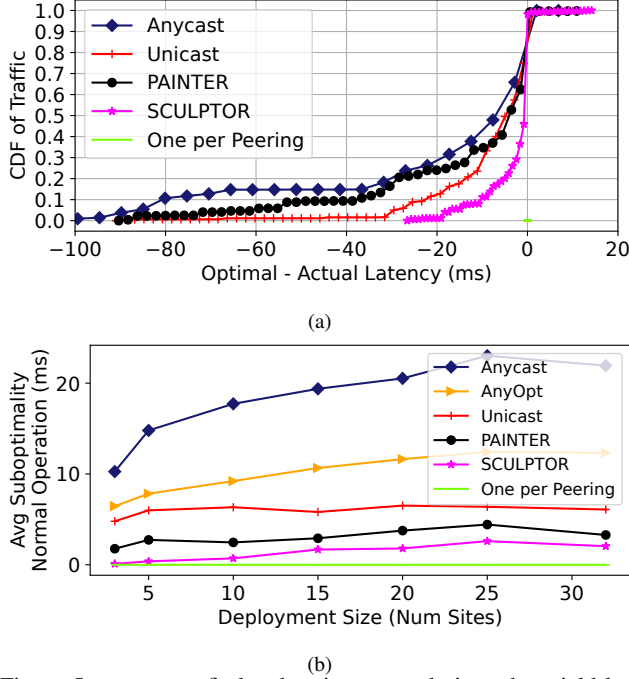 1.0
0.9
0.8
0.7
0.6
0.5
0.4
0.3
0.2
0.1
0.0
CDF of Traffic
Anycast
Unicast
PAINTER
SCULPTOR
One per Peering
−100 −80 −60 −40 −20 0 20
Optimal - Actual Latency (ms)
(a)
20
10
0
Avg Suboptimality
Normal Operation (ms)
Anycast
AnyOpt
Unicast
PAINTER
SCULPTOR
One per Peering
5 10 15 20 25 30
Deployment Size (Num Sites)
(b)